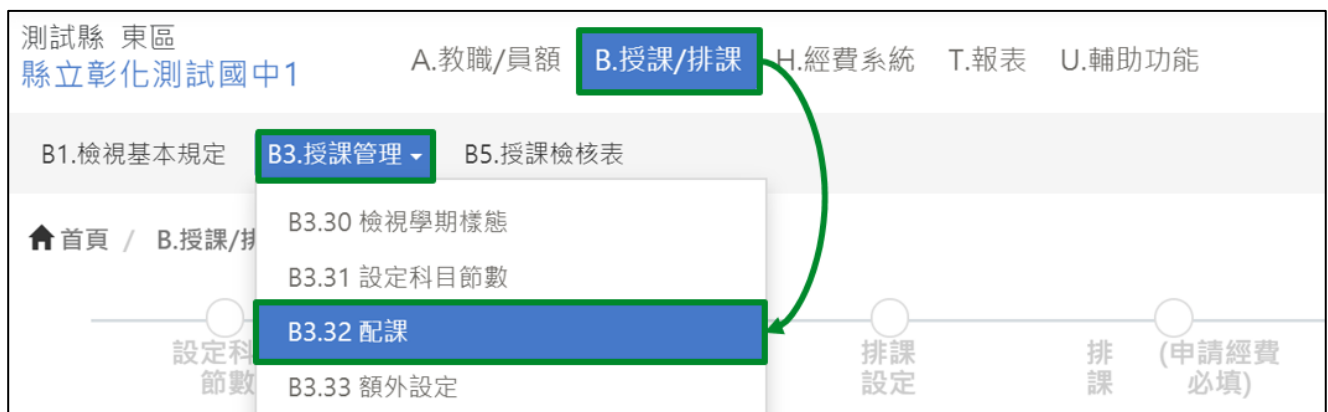 測試縣 東區
縣立彰化測試國中1
A.教職/員額 B.授課/排課 H.經費系統 T.報表 U.輔助功能
B1.檢視基本規定 B3.授課管理 B5.授課檢核表
首頁 / B.授課/排
B3.30 檢視學期樣態
B3.31 設定科目節數
B3.32 配課
B3.33 額外設定
設定科
節數
排課
設定
排
課
(申請經費
必填)